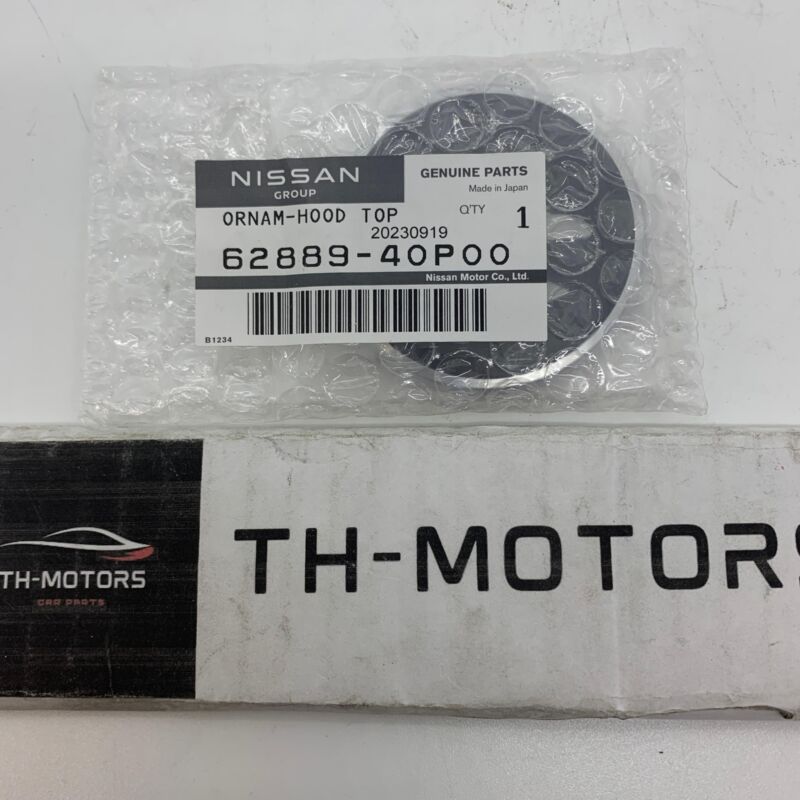 NISSAN
GROUP
GENUINE PARTS
Made in Japan
ORNAM-HOOD TOP
Q'TY 1
20230919
62889-40P00
Nissan Motor Co., Ltd.
B1234
TH-MOTORS
TH-MOTORS
CAR PARTS